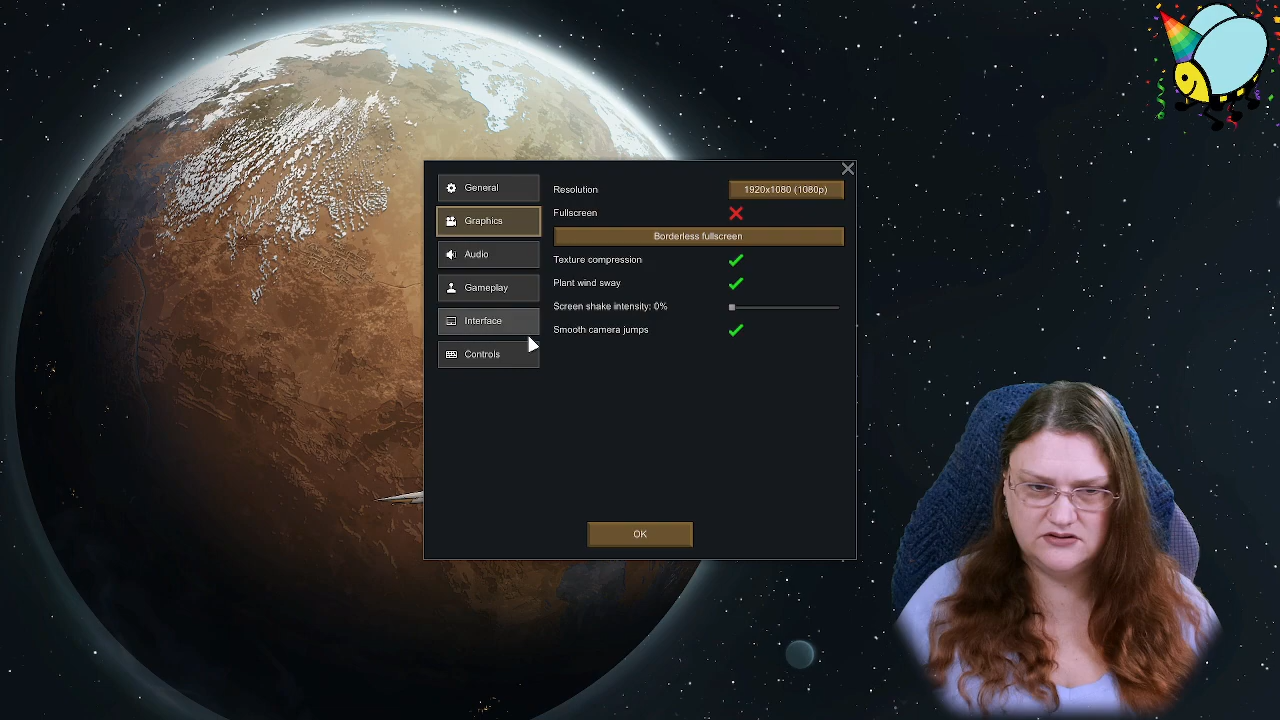 General
Graphics
Audio
Gameplay
Interface
Controls
Resolution
1920x1080 (1080p)
Fullscreen
Borderless fullscreen
Texture compression
Plant wind sway
Screen shake intensity: 0%
Smooth camera jumps
OK